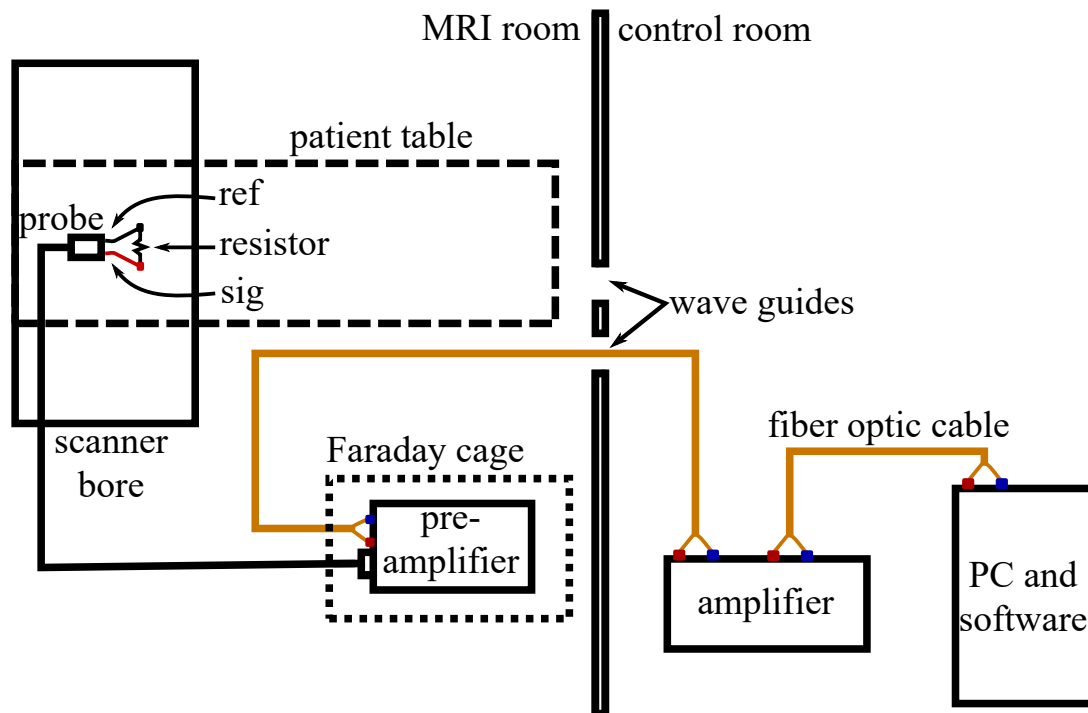 MRI room
control room
patient table
ref
probe
resistor
sig
wave guides
scanner
bore
Faraday cage
fiber optic cable
pre-
amplifier
amplifier
PC and
software